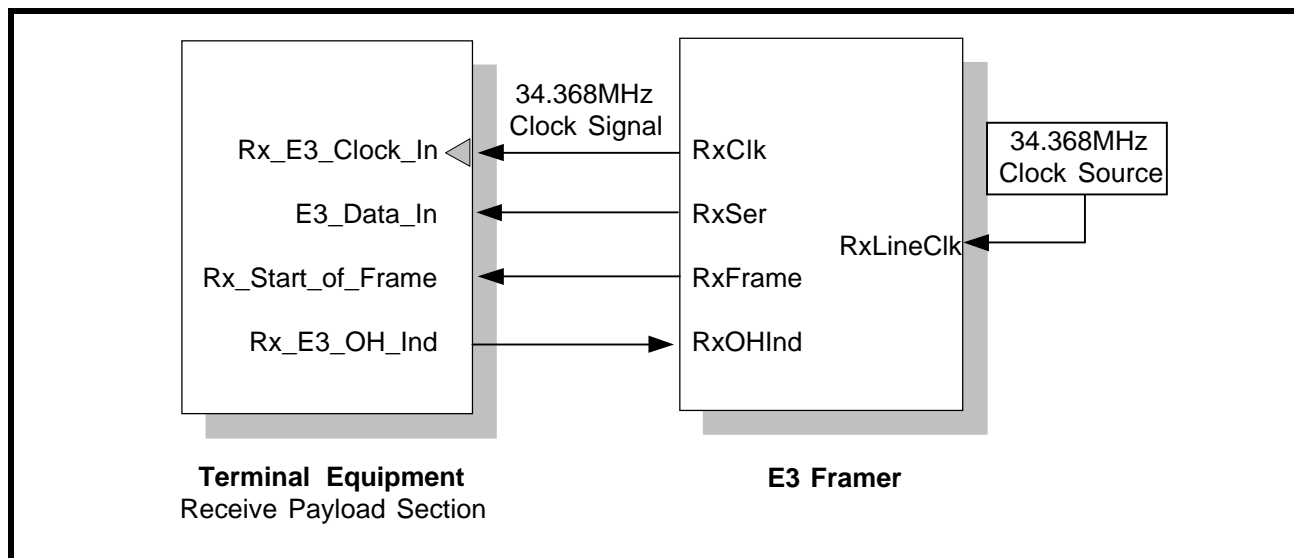 34.368MHz
Clock Signal
Rx_E3_Clock_In
E3_Data_In
Rx_Start_of_Frame
Rx_E3_OH_Ind
RxClk
RxSer
RxFrame
RxOHInd
RxLineClk
34.368MHz
Clock Source
Terminal Equipment
Receive Payload Section
E3 Framer